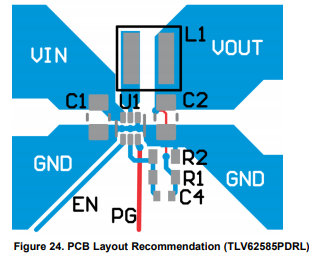 L1
VIN
VOUT
C1
U1
C2
GND
R2
R1
GND
C4
EN
PG
Figure 24. PCB Layout Recommendation (TLV62585PDRL)